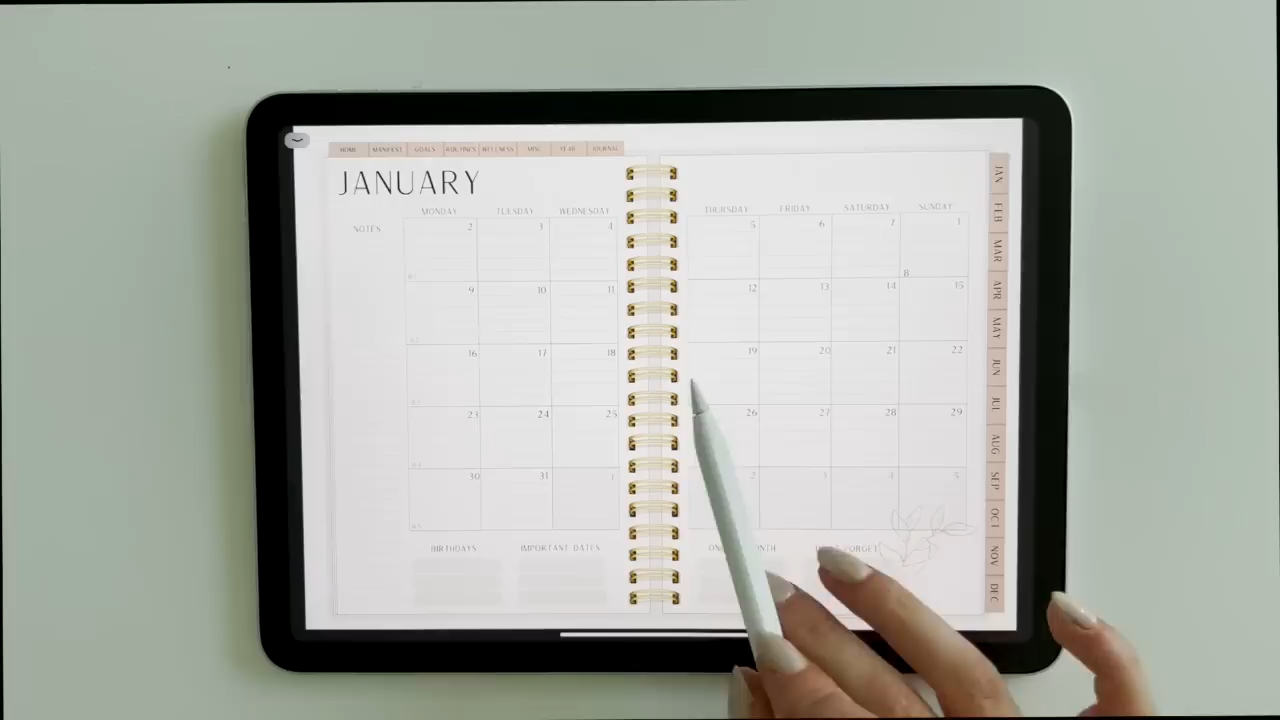 HOME MANIFEST GOALS ROUTINES WELLNESS MISC YEAR JOURNAL
JANUARY
MONDAY TUESDAY WEDNESDAY THURSDAY FRIDAY SATURDAY SUNDAY
NOTES
2 3 4 5 6 7 1
8
9 10 11 12 13 14 15
16 17 18 19 20 21 22
23 24 25 26 27 28 29
30 31 1 2 3 4 5
BIRTHDAYS IMPORTANT DATES
JAN
FEB
MAR
APR
MAY
JUN
JUL
AUG
SEP
OCT
NOV
DEC